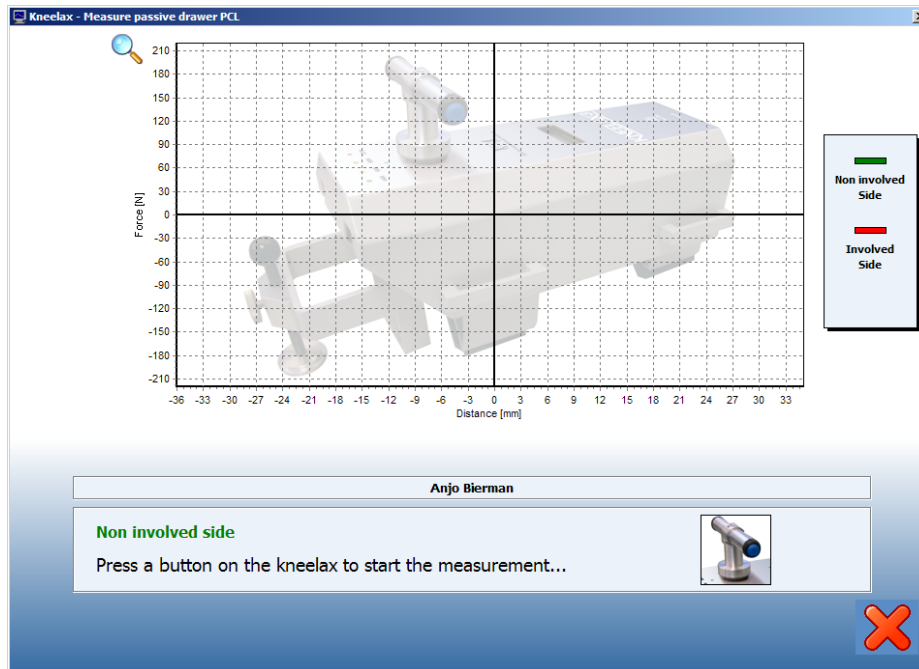 Kneelax - Measure passive drawer PCL
210
180
150
120
90
60
30
0
-30
-60
-90
-120
-150
-180
-210
Force [N]
-36 -33 -30 -27 -24 -21 -18 -15 -12 -9 -6 -3 0 3 6 9 12 15 18 21 24 27 30 33
Distance [mm]
Non involved
Side
Involved
Side
Anjo Bierman
Non involved side
Press a button on the kneelax to start the measurement...